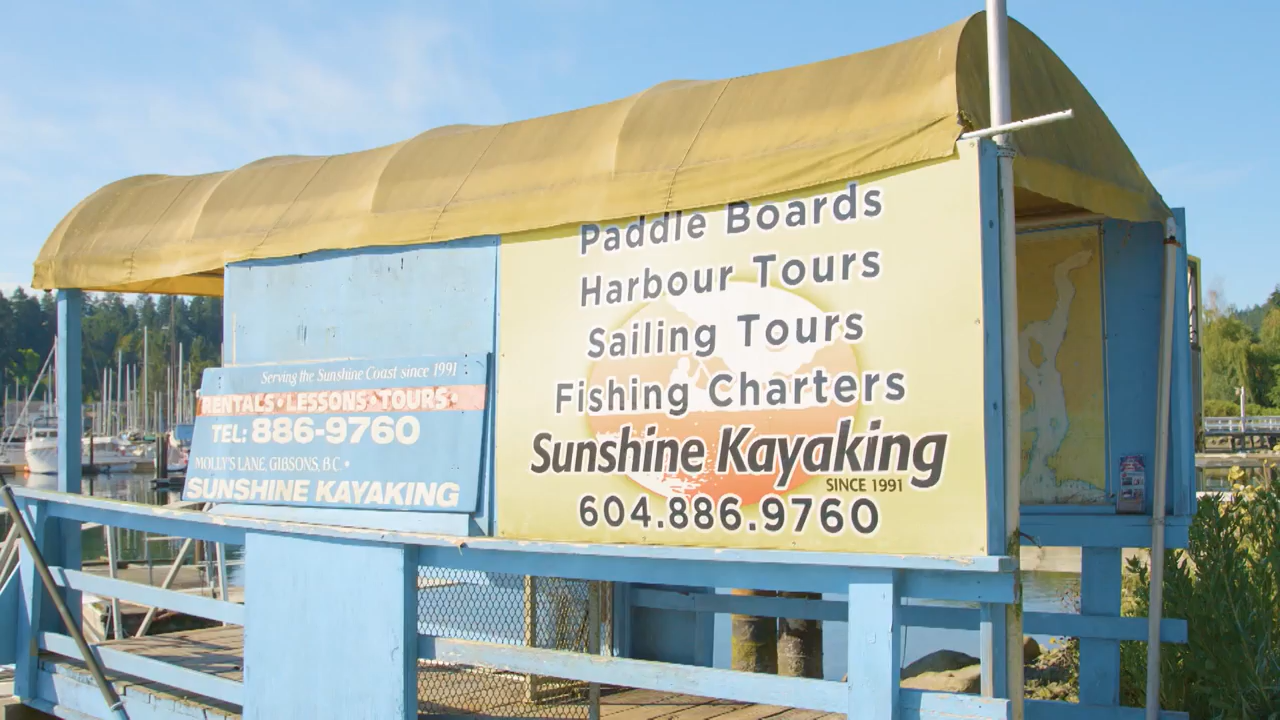 Serving the Sunshine Coast since 1991
RENTALS • LESSONS • TOURS •
TEL: 886-9760
MOLLY'S LANE, GIBSONS, B.C. •
SUNSHINE KAYAKING
Paddle Boards
Harbour Tours
Sailing Tours
Fishing Charters
Sunshine Kayaking
SINCE 1991
604.886.9760